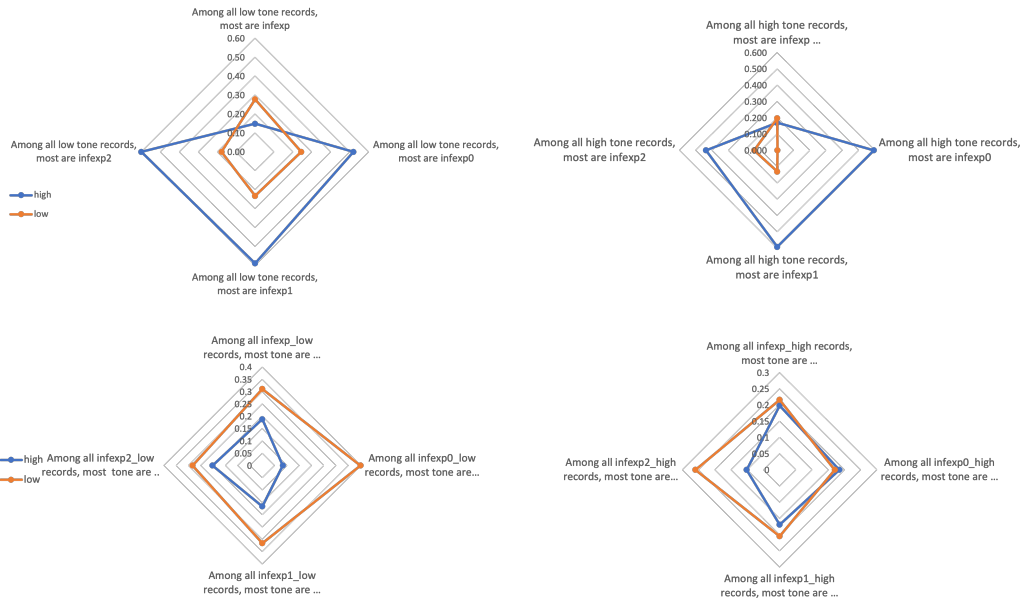 Among all low tone records,
most are infexp
0.60
0.50
0.40
0.30
0.20
0.10
0.00
Among all low tone records,
most are infexp2
Among all low tone records,
most are infexp0
high
low
Among all low tone records,
most are infexp1
Among all high tone records,
most are infexp ...
0.600
0.500
0.400
0.300
0.200
0.100
0.000
Among all high tone records,
most are infexp2
Among all high tone records,
most are infexp0
Among all high tone records,
most are infexp1
Among all infexp_low
records, most tone are ...
0.4
0.35
0.3
0.25
0.2
0.15
0.1
0.05
0
high
low
Among all infexp2_low
records, most tone are ..
Among all infexp0_low
records, most tone are...
Among all infexp1_low
records, most tone are ...
Among all infexp_high records,
most tone are ...
0.3
0.25
0.2
0.15
0.1
0.05
0
Among all infexp2_high
records, most tone are...
Among all infexp0_high
records, most tone are ...
Among all infexp1_high
records, most tone are ...